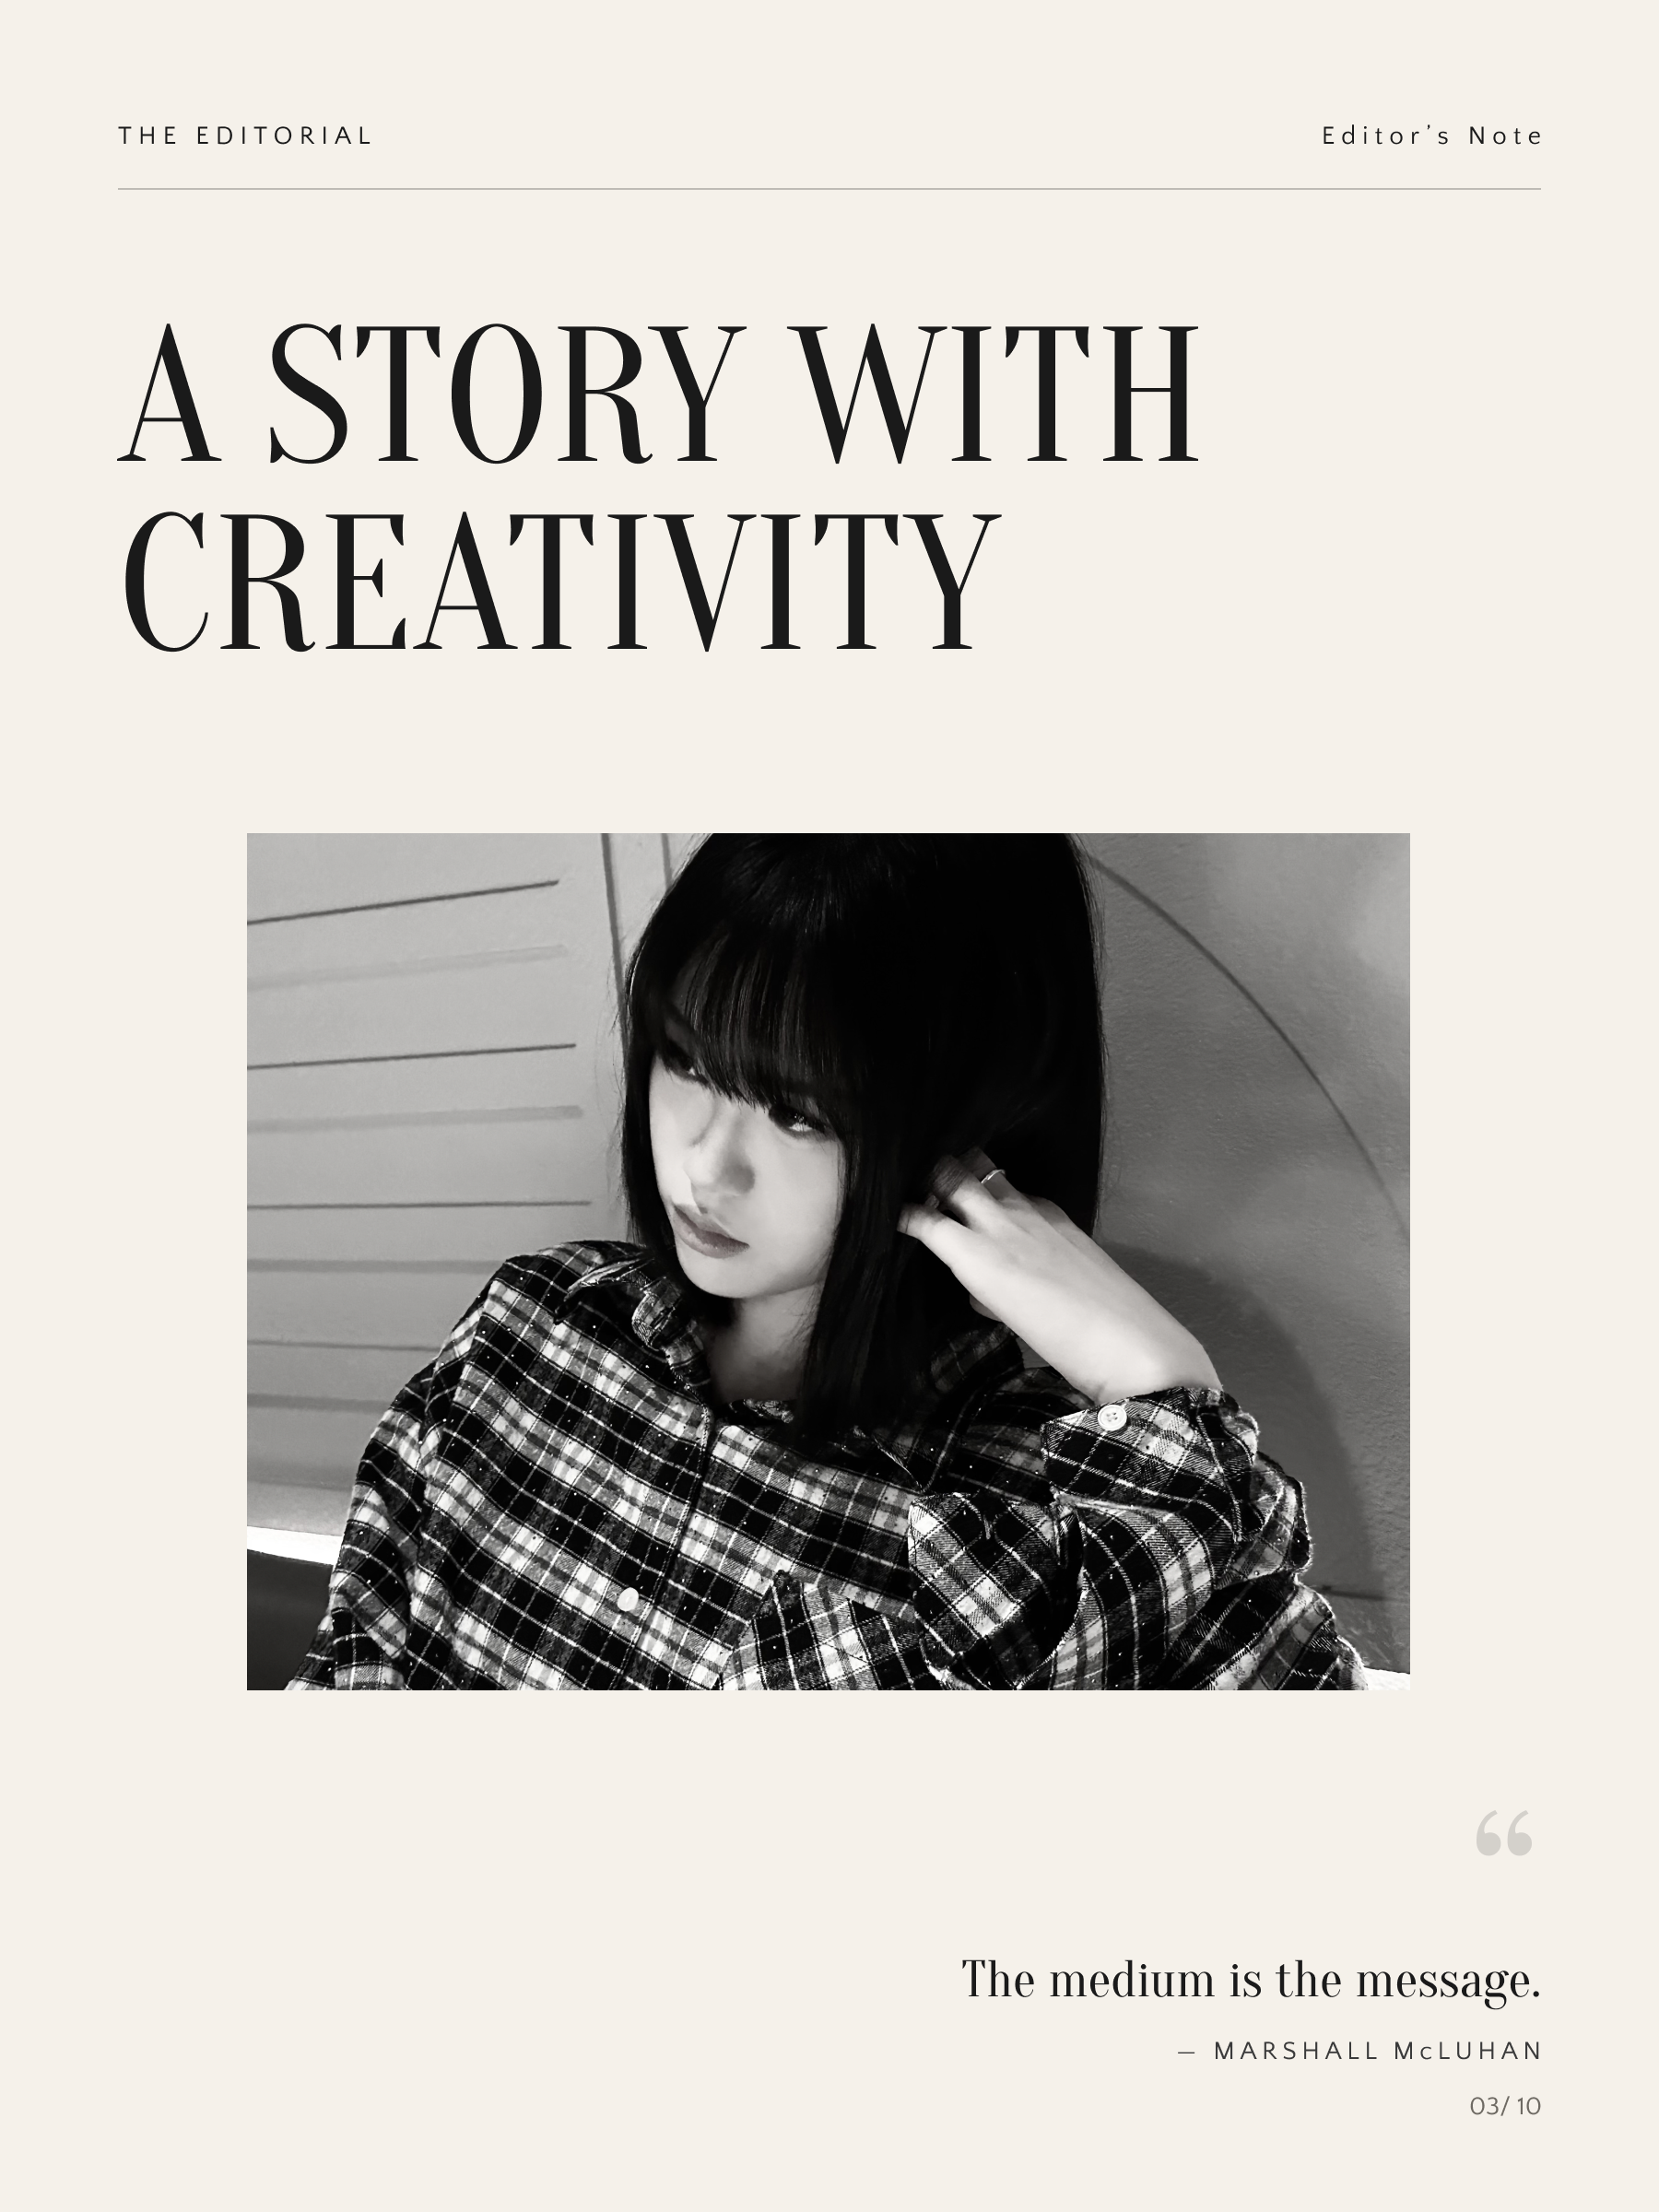 THE EDITORIAL
Editor’s Note
A STORY WITH
CREATIVITY
“
The medium is the message.
— MARSHALL McLUHAN
03/ 10